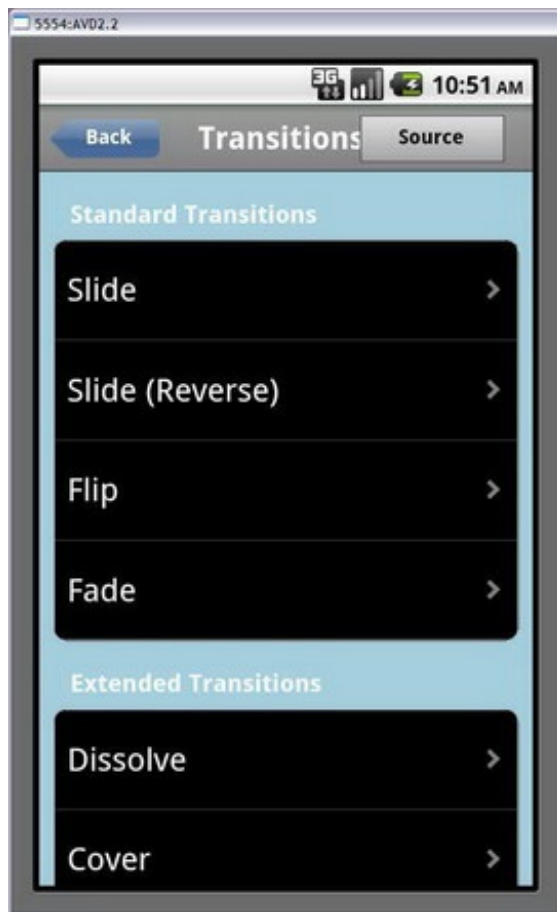 5554:AVD2.2
3G 10:51 AM
Back Transitions Source
Standard Transitions
Slide
Slide (Reverse)
Flip
Fade
Extended Transitions
Dissolve
Cover